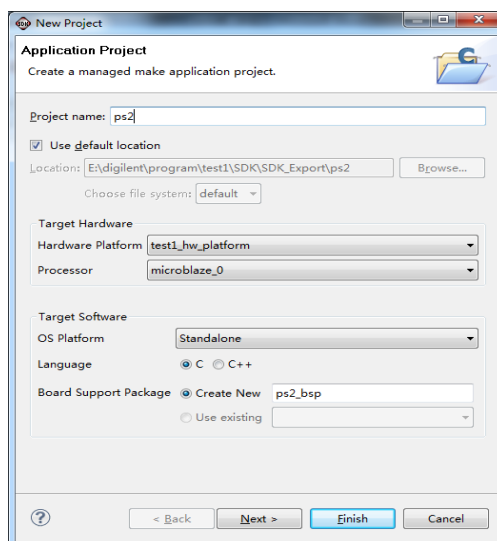 New Project
Application Project
Create a managed make application project.
Project name: ps2
Use default location
Location: E:\digilent\program\test1\SDK\SDK_Export\ps2 Browse...
Choose file system: default
Target Hardware
Hardware Platform test1_hw_platform
Processor microblaze_0
Target Software
OS Platform Standalone
Language C C++
Board Support Package Create New ps2_bsp
Use existing
< Back Next > Finish Cancel